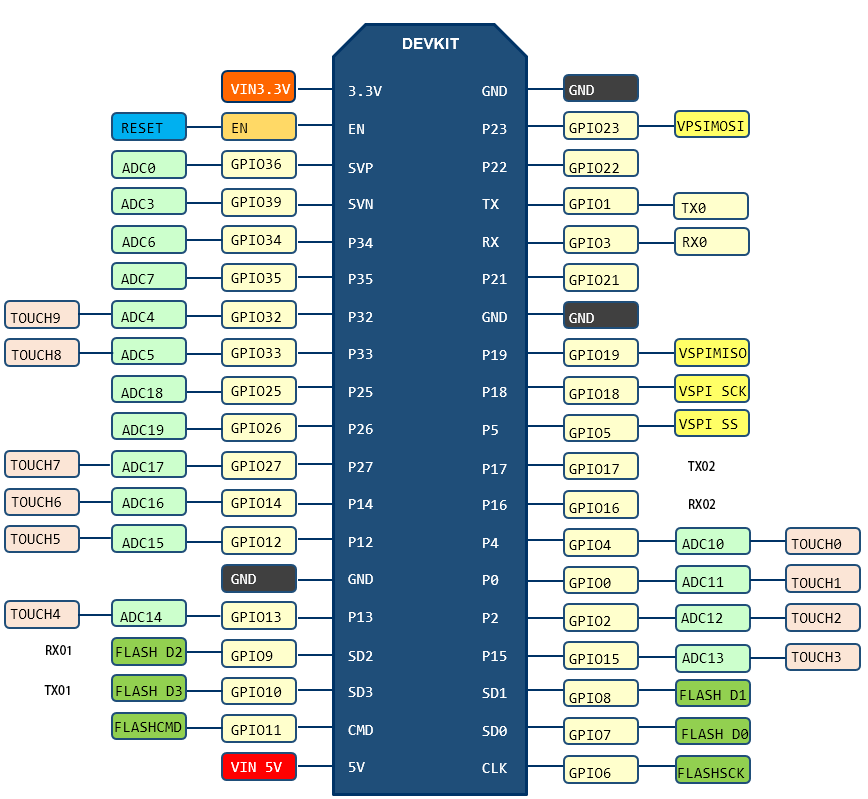 DEVKIT
VIN3.3V 3.3V GND GND
RESET EN EN P23 GPIO23 VPSIMOSI
ADC0 GPIO36 SVP P22 GPIO22
ADC3 GPIO39 SVN TX GPIO1 TX0
ADC6 GPIO34 P34 RX GPIO3 RX0
ADC7 GPIO35 P35 P21 GPIO21
TOUCH9 ADC4 GPIO32 P32 GND GND
TOUCH8 ADC5 GPIO33 P33 P19 GPIO19 VSPIMISO
ADC18 GPIO25 P25 P18 GPIO18 VSPI SCK
ADC19 GPIO26 P26 P5 GPIO5 VSPI SS
TOUCH7 ADC17 GPIO27 P27 P17 GPIO17 TX02
TOUCH6 ADC16 GPIO14 P14 P16 GPIO16 RX02
TOUCH5 ADC15 GPIO12 P12 P4 GPIO4 ADC10 TOUCH0
GND GND P0 GPIO0 ADC11 TOUCH1
TOUCH4 ADC14 GPIO13 P13 P2 GPIO2 ADC12 TOUCH2
RX01 FLASH D2 GPIO9 SD2 P15 GPIO15 ADC13 TOUCH3
TX01 FLASH D3 GPIO10 SD3 SD1 GPIO8 FLASH D1
FLASHCMD GPIO11 CMD SD0 GPIO7 FLASH D0
VIN 5V 5V CLK GPIO6 FLASHSCK